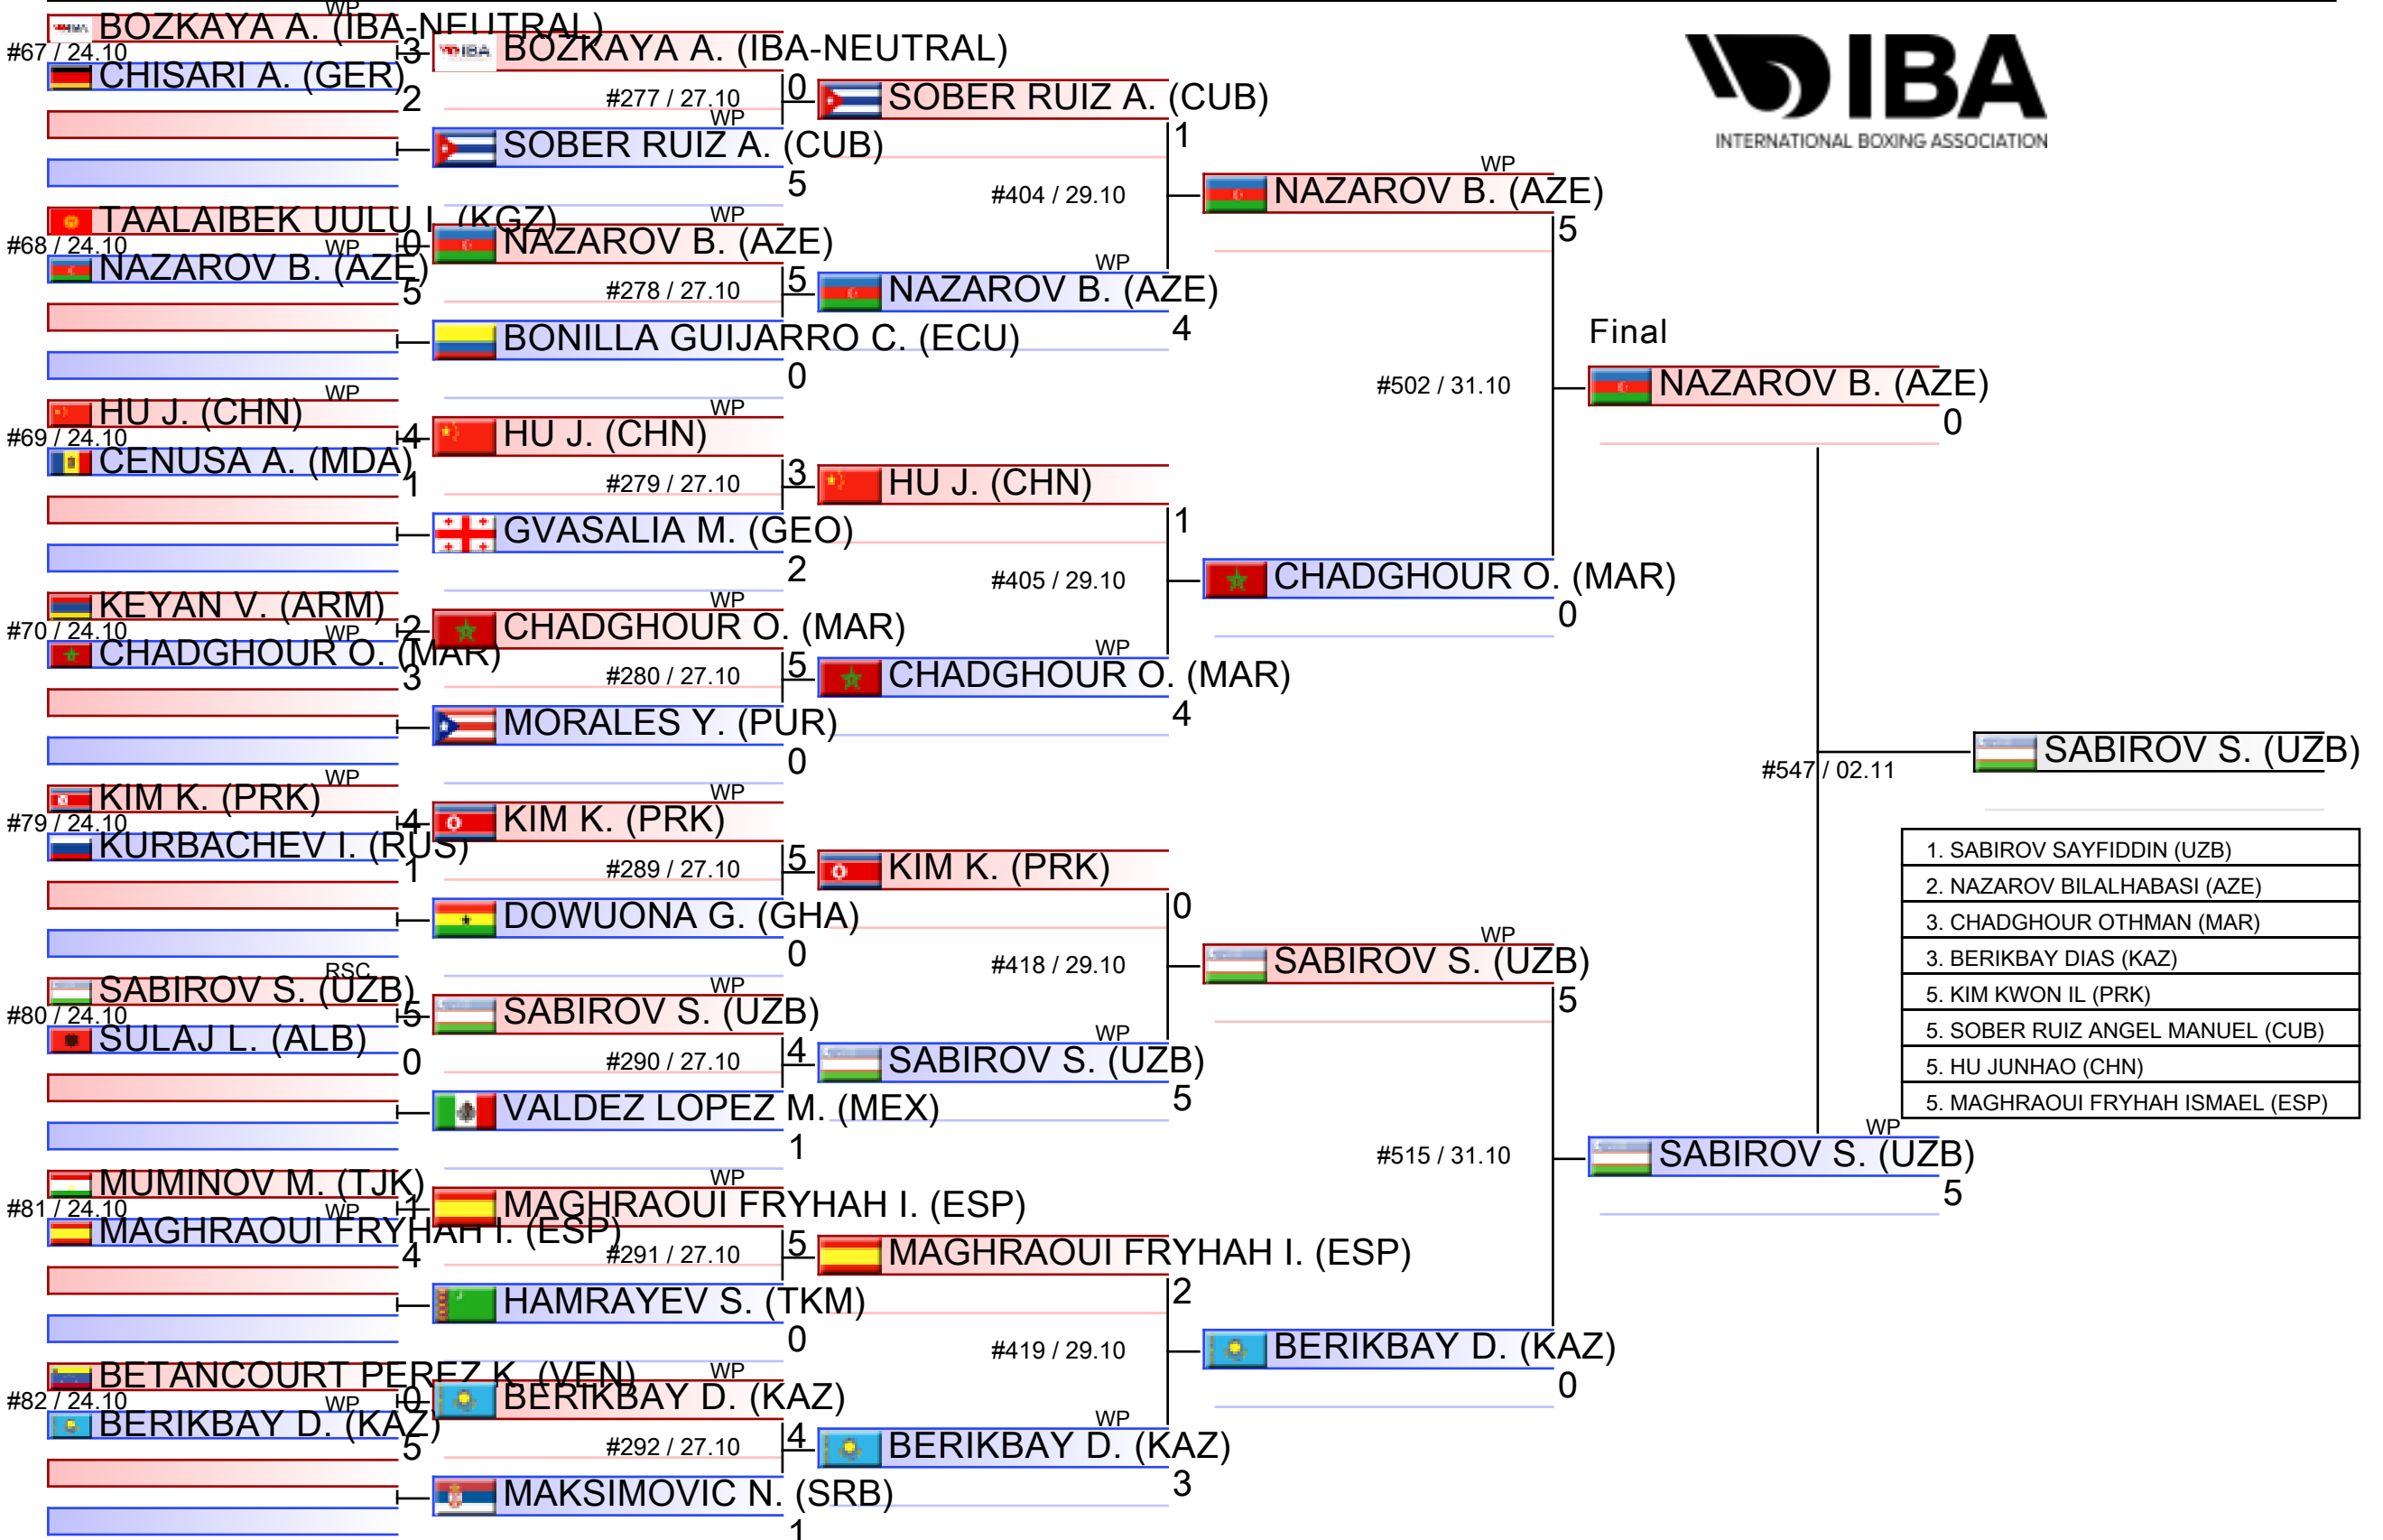 WP
BOZKAYA A. (IBA-NEUTRAL)
#67 / 24.10
3
CHISARI A. (GER)
2
RSC
TAALAIBEK UULU I. (KGZ)
#68 / 24.10
WP
0
NAZAROV B. (AZE)
5
WP
HU J. (CHN)
#69 / 24.10
4
CENUSA A. (MDA)
1
KEYAN V. (ARM)
#70 / 24.10
WP
2
CHADGHOUR O. (MAR)
3
WP
KIM K. (PRK)
#79 / 24.10
4
KURBACHEV I. (RUS)
1
SABIROV S. (UZB)
#80 / 24.10
5
SULAJ L. (ALB)
0
MUMINOV M. (TJK)
#81 / 24.10
WP
1
MAGHRAOUI FRYHAH I. (ESP)
4
BETANCOURT PEREZ K. (VEN)
#82 / 24.10
WP
0
BERIKBAY D. (KAZ)
5
BOZKAYA A. (IBA-NEUTRAL)
#277 / 27.10
0
WP
SOBER RUIZ A. (CUB)
5
WP
NAZAROV B. (AZE)
#278 / 27.10
5
BONILLA GUIJARRO C. (ECU)
0
WP
HU J. (CHN)
#279 / 27.10
3
GVASALIA M. (GEO)
2
WP
CHADGHOUR O. (MAR)
#280 / 27.10
5
MORALES Y. (PUR)
0
WP
KIM K. (PRK)
#289 / 27.10
5
DOWUONA G. (GHA)
0
WP
SABIROV S. (UZB)
#290 / 27.10
4
VALDEZ LOPEZ M. (MEX)
1
WP
MAGHRAOUI FRYHAH I. (ESP)
#291 / 27.10
5
HAMRAYEV S. (TKM)
0
WP
BERIKBAY D. (KAZ)
#292 / 27.10
4
MAKSIMOVIC N. (SRB)
1
SOBER RUIZ A. (CUB)
1
#404 / 29.10
WP
NAZAROV B. (AZE)
4
HU J. (CHN)
1
#405 / 29.10
WP
CHADGHOUR O. (MAR)
4
KIM K. (PRK)
0
#418 / 29.10
WP
SABIROV S. (UZB)
5
MAGHRAOUI FRYHAH I. (ESP)
2
#419 / 29.10
WP
BERIKBAY D. (KAZ)
3
WP
NAZAROV B. (AZE)
5
#502 / 31.10
CHADGHOUR O. (MAR)
0
WP
SABIROV S. (UZB)
5
#515 / 31.10
BERIKBAY D. (KAZ)
0
Final
NAZAROV B. (AZE)
0
#547 / 02.11
WP
SABIROV S. (UZB)
5
SABIROV S. (UZB)
IBA
INTERNATIONAL BOXING ASSOCIATION
1. SABIROV SAYFIDDIN (UZB)
2. NAZAROV BILALHABASI (AZE)
3. CHADGHOUR OTHMAN (MAR)
3. BERIKBAY DIAS (KAZ)
5. KIM KWON IL (PRK)
5. SOBER RUIZ ANGEL MANUEL (CUB)
5. HU JUNHAO (CHN)
5. MAGHRAOUI FRYHAH ISMAEL (ESP)